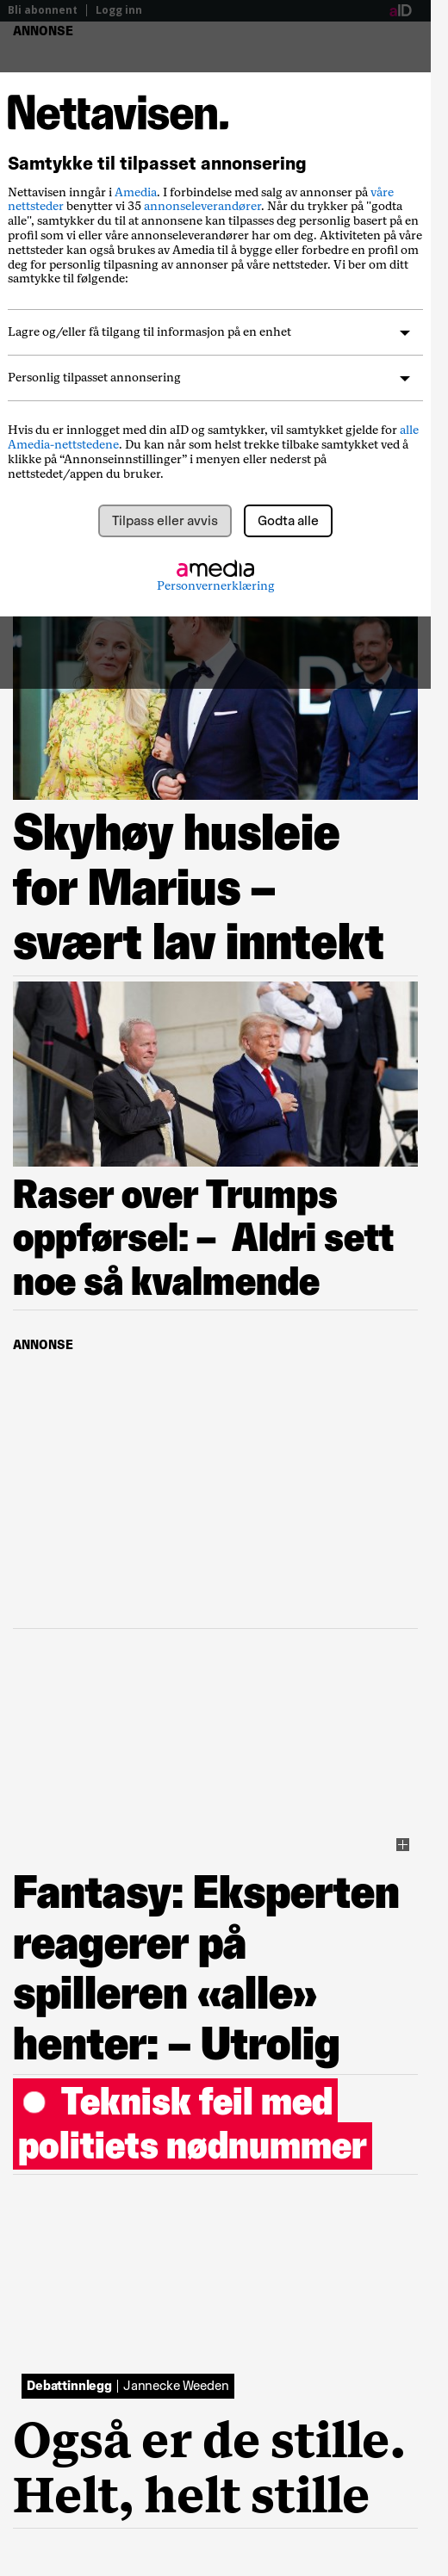 Bli abonnent | Logg inn
aID
ANNONSE
Nettavisen.
Samtykke til tilpasset annonsering
Nettavisen inngår i Amedia. I forbindelse med salg av annonser på våre
nettsteder benytter vi 35 annonseleverandører. Når du trykker på "godta
alle", samtykker du til at annonsene kan tilpasses deg personlig basert på en
profil som vi eller våre annonseleverandører har om deg. Aktiviteten på våre
nettsteder kan også brukes av Amedia til å bygge eller forbedre en profil om
deg for personlig tilpasning av annonser på våre nettsteder. Vi ber om ditt
samtykke til følgende:
Lagre og/eller få tilgang til informasjon på en enhet
Personlig tilpasset annonsering
Hvis du er innlogget med din aID og samtykker, vil samtykket gjelde for alle
Amedia-nettstedene. Du kan når som helst trekke tilbake samtykket ved å
klikke på “Annonseinnstillinger” i menyen eller nederst på
nettstedet/appen du bruker.
Tilpass eller avvis
Godta alle
amedia
Personvernerklæring
Skyhøy husleie
for Marius –
svært lav inntekt
Raser over Trumps
oppførsel: – Aldri sett
noe så kvalmende
ANNONSE
Fantasy: Eksperten
reagerer på
spilleren «alle»
henter: – Utrolig
Teknisk feil med
politiets nødnummer
Debattinnlegg | Jannecke Weeden
Også er de stille.
Helt, helt stille